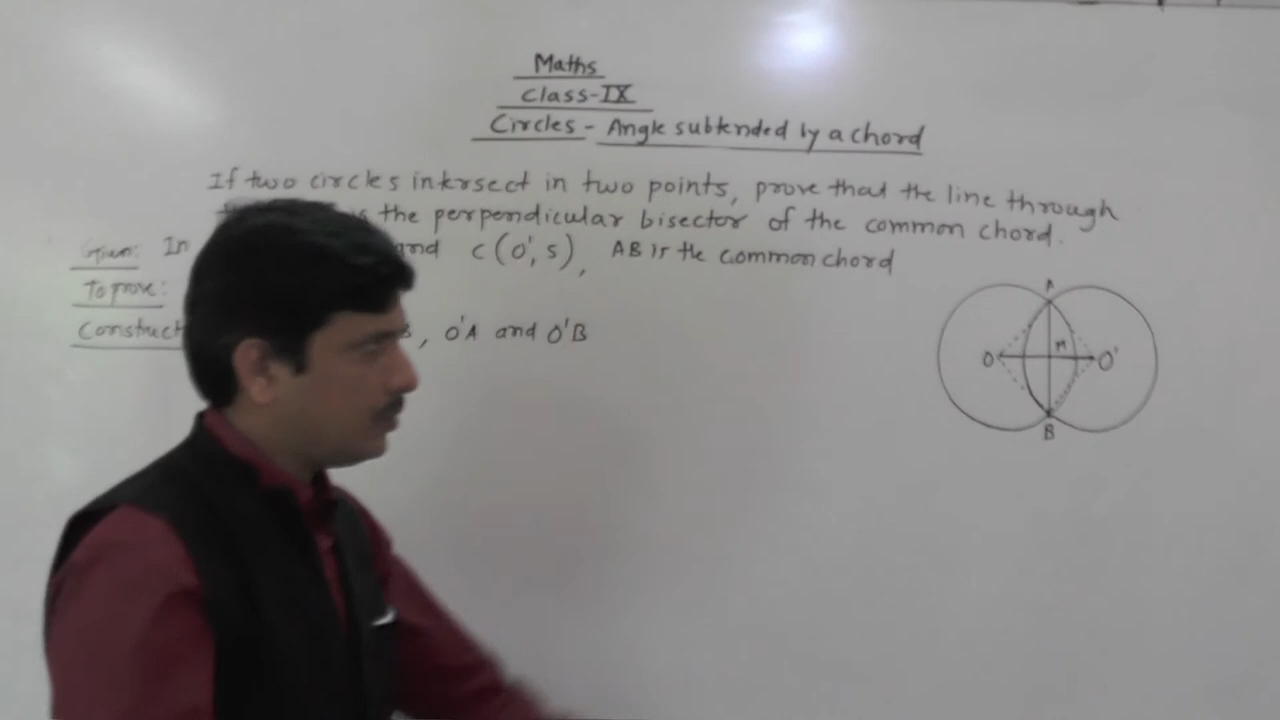 Maths
Class-IX
Circles - Angle subtended by a chord
If two circles intersect in two points, prove that the line through
is the perpendicular bisector of the common chord.
Given: In and C(O', s), AB is the common chord
To prove:
Construct , O'A and O'B
A
O M O'
B